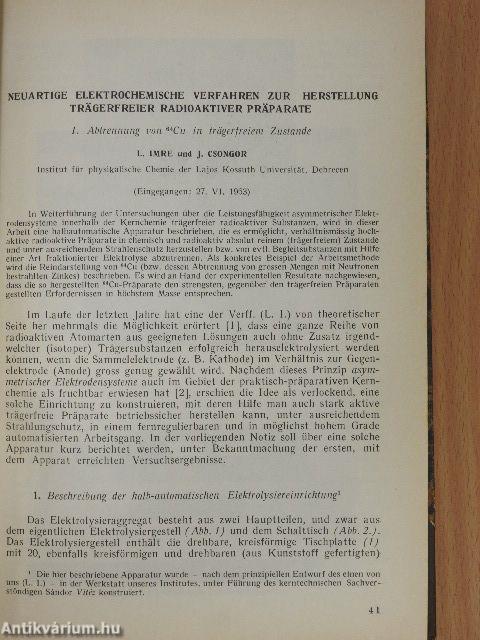 NEUARTIGE ELEKTROCHEMISCHE VERFAHREN ZUR HERSTELLUNG
TRÄGERFREIER RADIOAKTIVER PRÄPARATE
1. Abtrennung von ⁶⁴Cu in trägerfreiem Zustande
L. IMRE und J. CSONGOR
Institut für physikalische Chemie der Lajos Kossuth Universität, Debrecen
(Eingegangen: 27. VI. 1963)
In Weiterführung der Untersuchungen über die Leistungsfähigkeit asymmetrischer Elekt-
rodensysteme innerhalb der Kernchemie trägerfreier radioaktiver Substanzen, wird in dieser
Arbeit eine halbautomatische Apparatur beschrieben, die es ermöglicht, verhältnismässig hoch-
aktive radioaktive Präparate in chemisch und radioaktiv absolut reinem (trägerfreiem) Zustande
und unter ausreichendem Strahlenschutz herzustellen bzw. von evtl. Begleitsubstanzen mit Hilfe
einer Art fraktionierter Elektrolyse abzutrennen. Als konkretes Beispiel der Arbeitsmethode
wird die Reindarstellung von ⁶⁴Cu (bzw. dessen Abtrennung von grossen Mengen mit Neutronen
bestrahlten Zinkes) beschrieben. Es wird an Hand der experimentellen Resultate nachgewiesen,
dass die so hergestellten ⁶⁴Cu-Präparate den strengsten, gegenüber den trägerfreien Präparaten
gestellten Erfordernissen in höchstem Masse entsprechen.
Im Laufe der letzten Jahre hat eine der Verff. (L. I.) von theoretischer
Seite her mehrmals die Möglichkeit erörtert [1], dass eine ganze Reihe von
radioaktiven Atomarten aus geeigneten Lösungen auch ohne Zusatz irgend-
welcher (isotoper) Trägersubstanzen erfolgreich herauselektrolysiert werden
können, wenn die Sammelelektrode (z. B. Kathode) im Verhältnis zur Gegen-
elektrode (Anode) gross genug gewählt wird. Nachdem dieses Prinzip asym-
metrischer Elektrodensysteme auch im Gebiet der praktisch-präparativen Kern-
chemie als fruchtbar erwiesen hat [2], erschien die Idee als verlockend, eine
solche Einrichtung zu konstruieren, mit deren Hilfe man auch stark aktive
trägerfreie Präparate betriebssicher herstellen kann, unter ausreichendem
Strahlungschutz, in einem fernregulierbaren und in möglichst hohem Grade
automatisierten Arbeitsgang. In der vorliegenden Notiz soll über eine solche
Apparatur kurz berichtet werden, unter Bekanntmachung der ersten, mit
dem Apparat erreichten Versuchsergebnisse.
1. Beschreibung der halb-automatischen Elektrolysiereinrichtung¹
Das Elektrolysieraggregat besteht aus zwei Hauptteilen, und zwar aus
dem eigentlichen Elektrolysiergestell (Abb. 1) und dem Schalttisch (Abb. 2.).
Das Elektrolysiergestell enthält die drehbare, kreisförmige Tischplatte (1)
mit 20, ebenfalls kreisförmigen und drehbaren (aus Kunststoff gefertigten)
¹ Die hier beschriebene Apparatur wurde – nach dem prinzipiellen Entwurf des einen von
uns (L. I.) – in der Werkstatt unseres Institutes, unter Führung des kerntechnischen Sachver-
ständigen Sándor Vitéz konstruiert.
41
Antikvárium.hu